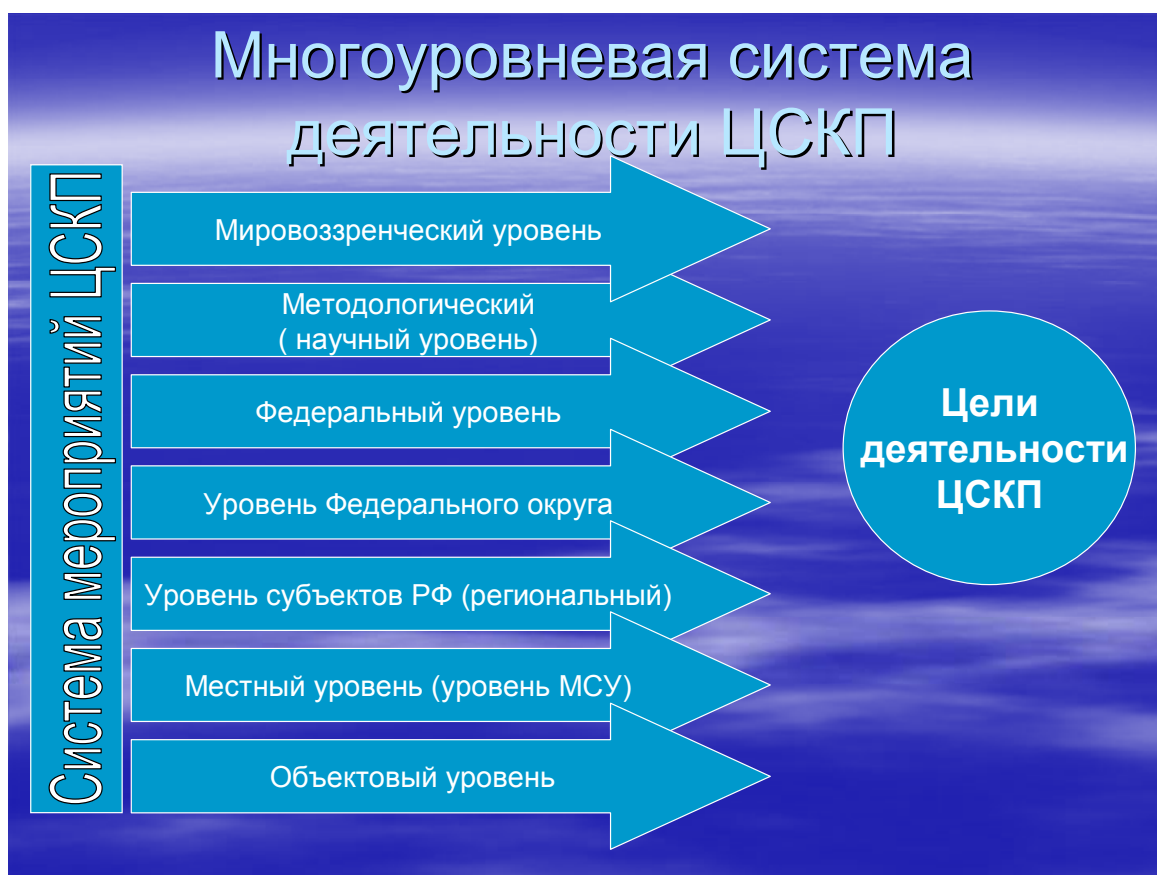 Многоуровневая система
деятельности ЦСКП
Система мероприятий ЦСКП
Мировоззренческий уровень
Методологический
( научный уровень)
Федеральный уровень
Уровень Федерального округа
Уровень субъектов РФ (региональный)
Местный уровень (уровень МСУ)
Объектовый уровень
Цели
деятельности
ЦСКП